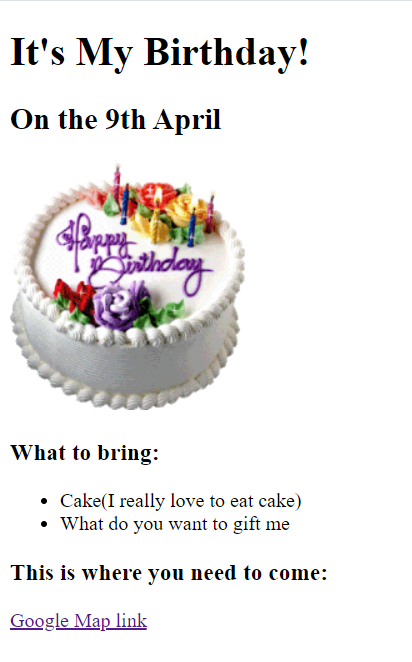 It's My Birthday!
On the 9th April
Happy
Birthday
What to bring:
Cake(I really love to eat cake)
What do you want to gift me
This is where you need to come:
Google Map link